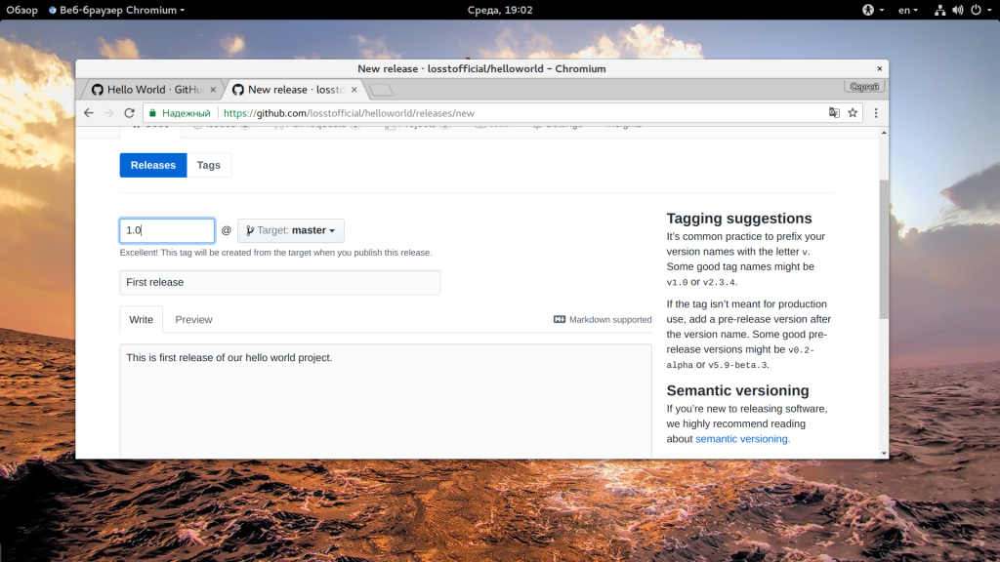 Обзор Веб-браузер Chromium Среда, 19:02 en
New release · losstofficial/helloworld - Chromium ×
Hello World · GitHu × New release · lossto × Сергей
Надежный https://github.com/losstofficial/helloworld/releases/new
Releases Tags
1.0 @ Target: master
Excellent! This tag will be created from the target when you publish this release.
First release
Write Preview Markdown supported
This is first release of our hello world project.
Tagging suggestions
It’s common practice to prefix your
version names with the letter v.
Some good tag names might be
v1.0 or v2.3.4.
If the tag isn’t meant for production
use, add a pre-release version after
the version name. Some good pre-
release versions might be v0.2-
alpha or v5.9-beta.3.
Semantic versioning
If you’re new to releasing software,
we highly recommend reading
about semantic versioning.